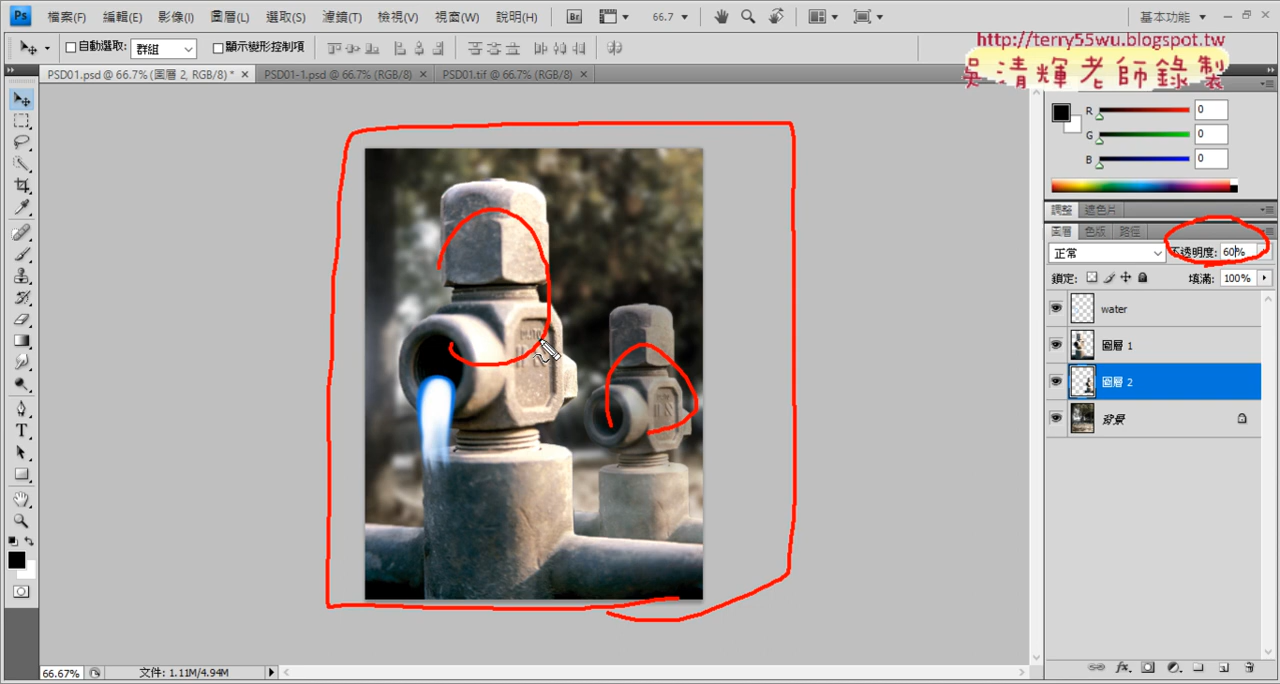 Ps 檔案(F) 編輯(E) 影像(I) 圖層(L) 選取(S) 濾鏡(T) 檢視(V) 視窗(W) 說明(H) Br 66.7 基本功能
自動選取: 群組 顯示變形控制項
http://terry55wu.blogspot.tw
吳清輝老師錄製
PSD01.psd @ 66.7% (圖層 2, RGB/8) * PSD01-1.psd @ 66.7% (RGB/8) PSD01.tif @ 66.7% (RGB/8)
R 0
G 0
B 0
調整 遮色片
圖層 色版 路徑
正常 不透明度: 60%
鎖定: 填滿: 100%
water
圖層 1
圖層 2
背景
T
66.67% 文件: 1.11M/4.94M
fx